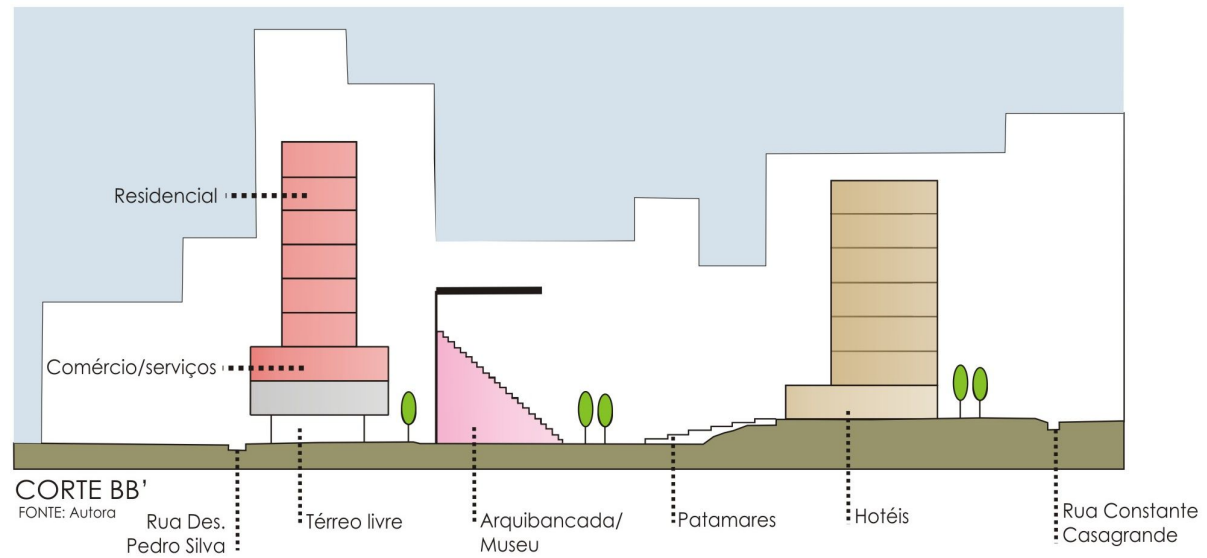 Residencial
Comércio/serviços
CORTE BB'
FONTE: Autora
Rua Des.
Pedro Silva
Térreo livre
Arquibancada/
Museu
Patamares
Hotéis
Rua Constante
Casagrande